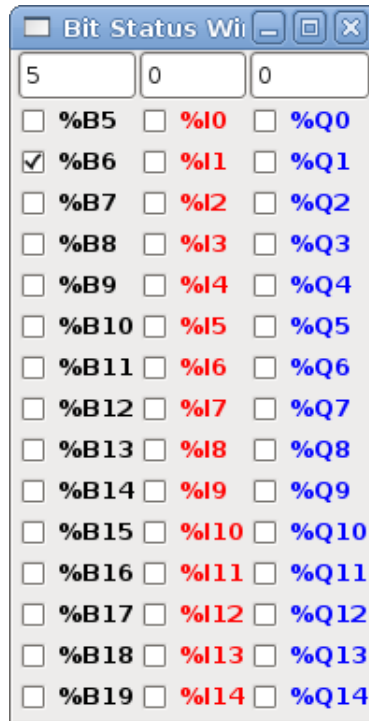 Bit Status Wi
5 0 0
%B5 %I0 %Q0
%B6 %I1 %Q1
%B7 %I2 %Q2
%B8 %I3 %Q3
%B9 %I4 %Q4
%B10 %I5 %Q5
%B11 %I6 %Q6
%B12 %I7 %Q7
%B13 %I8 %Q8
%B14 %I9 %Q9
%B15 %I10 %Q10
%B16 %I11 %Q11
%B17 %I12 %Q12
%B18 %I13 %Q13
%B19 %I14 %Q14